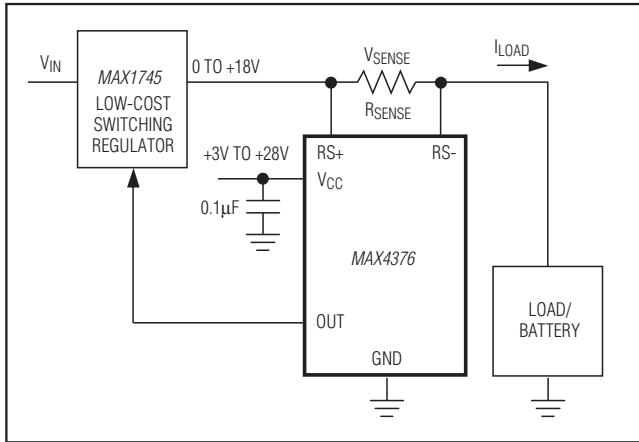 V_IN
MAX1745
LOW-COST
SWITCHING
REGULATOR
0 TO +18V
V_SENSE
R_SENSE
I_LOAD
+3V TO +28V
0.1μF
RS+
RS-
V_CC
MAX4376
OUT
GND
LOAD/
BATTERY